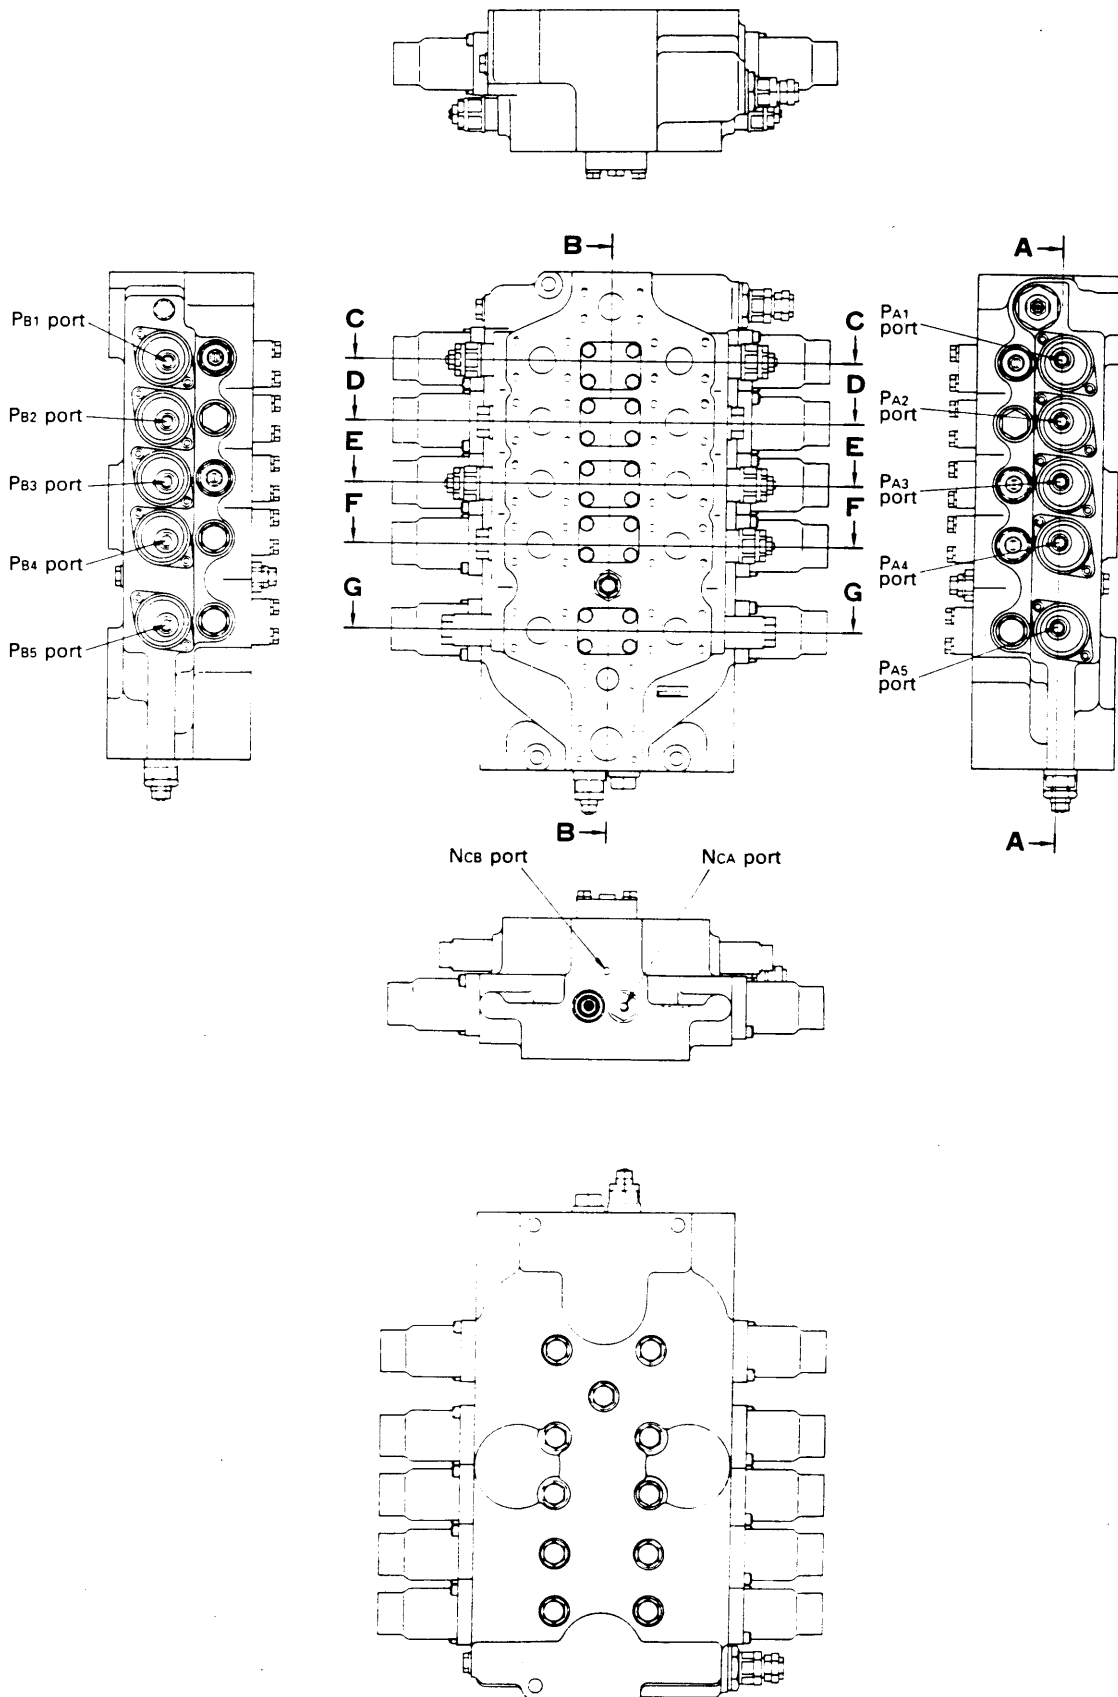 B
A
C
C
PB1 port
PA1
port
D
D
PB2 port
PA2
port
E
E
PB3 port
PA3
port
F
F
PB4 port
PA4
port
G
G
PB5 port
PA5
port
B
A
NCB port
NCA port